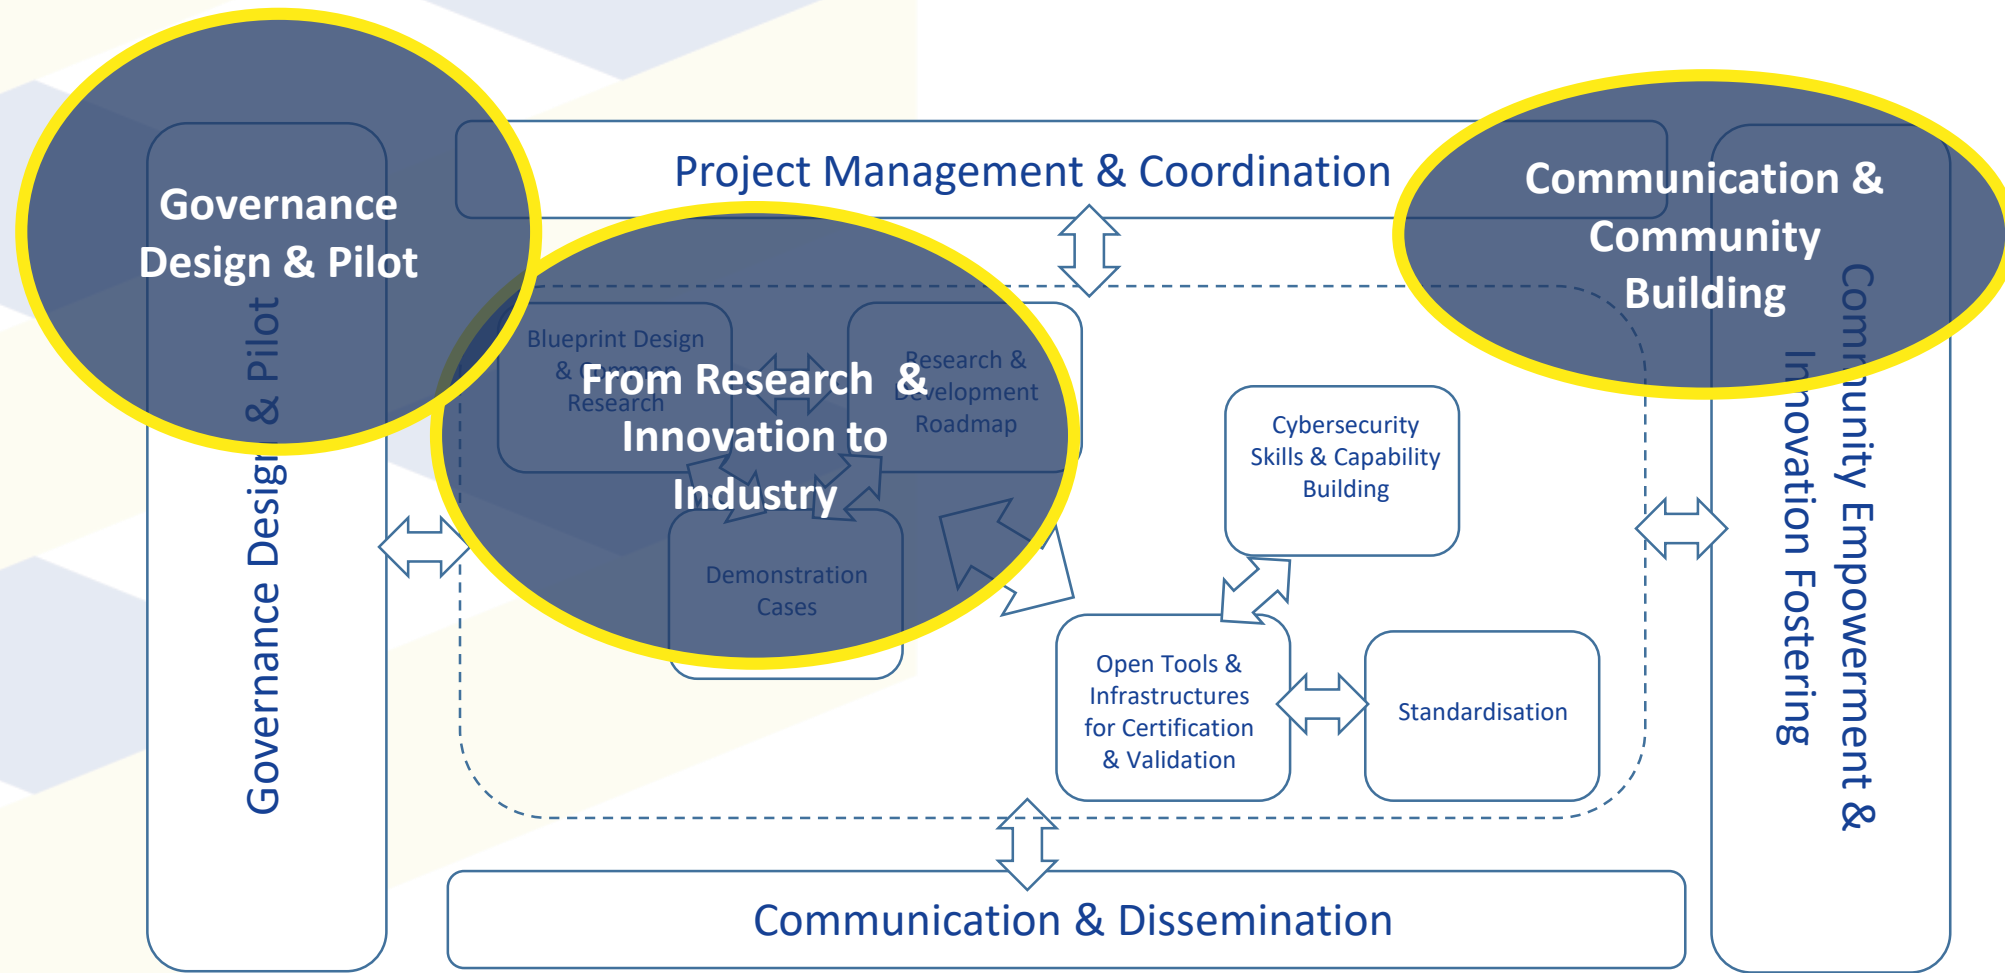 Governance
Design & Pilot
Project Management & Coordination
Communication &
Community
Building
Governance Design & Pilot
Blueprint Design
& Common
Research
Research &
Development
Roadmap
From Research &
Innovation to
Industry
Demonstration
Cases
Cybersecurity
Skills & Capability
Building
Open Tools &
Infrastructures
for Certification
& Validation
Standardisation
Community Empowerment &
Innovation Fostering
Communication & Dissemination